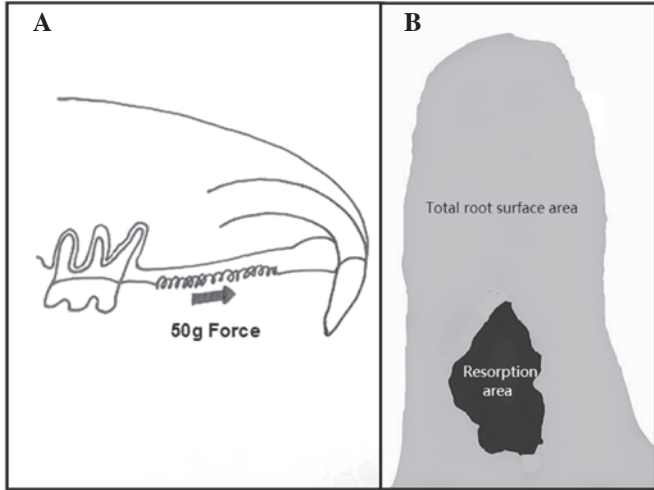 A
B
50g Force
Total root surface area
Resorption
area